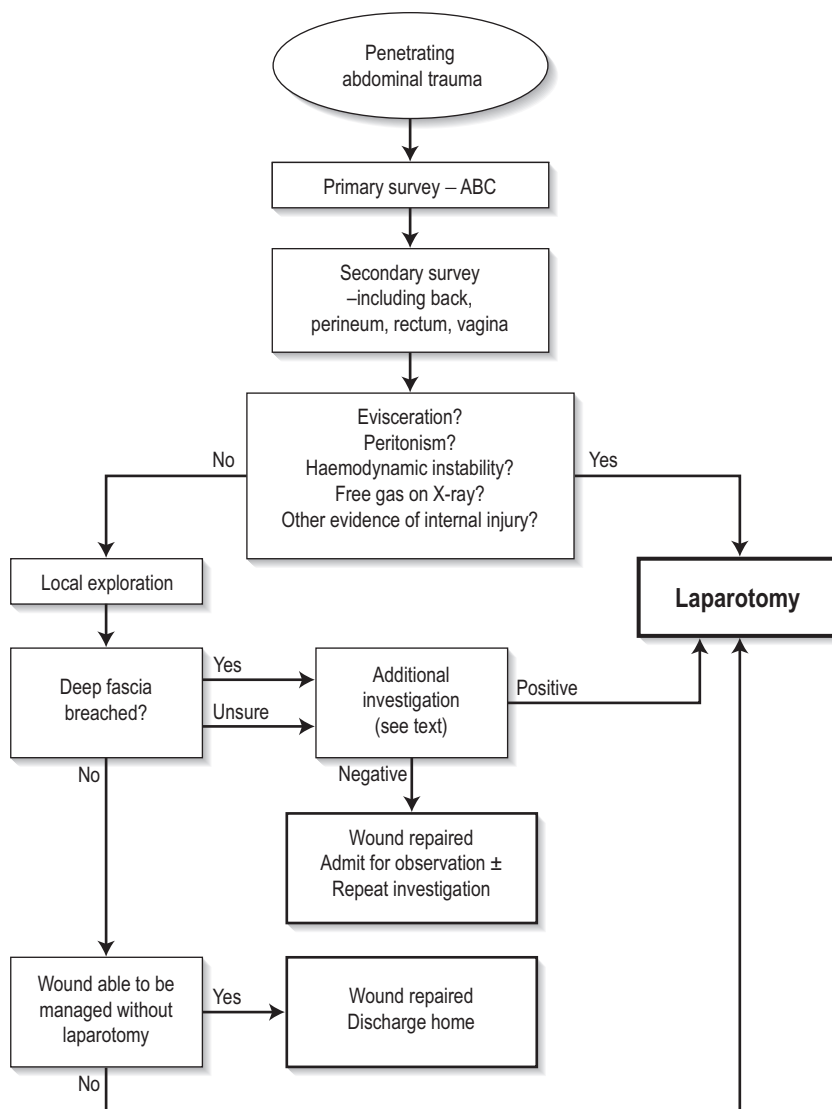 Penetrating
abdominal trauma
Primary survey – ABC
Secondary survey
–including back,
perineum, rectum, vagina
Evisceration?
Peritonism?
Haemodynamic instability?
Free gas on X-ray?
Other evidence of internal injury?
No
Yes
Local exploration
Laparotomy
Deep fascia
breached?
Yes
Unsure
Additional
investigation
(see text)
Positive
No
Negative
Wound repaired
Admit for observation ±
Repeat investigation
Wound able to be
managed without
laparotomy
Yes
Wound repaired
Discharge home
No